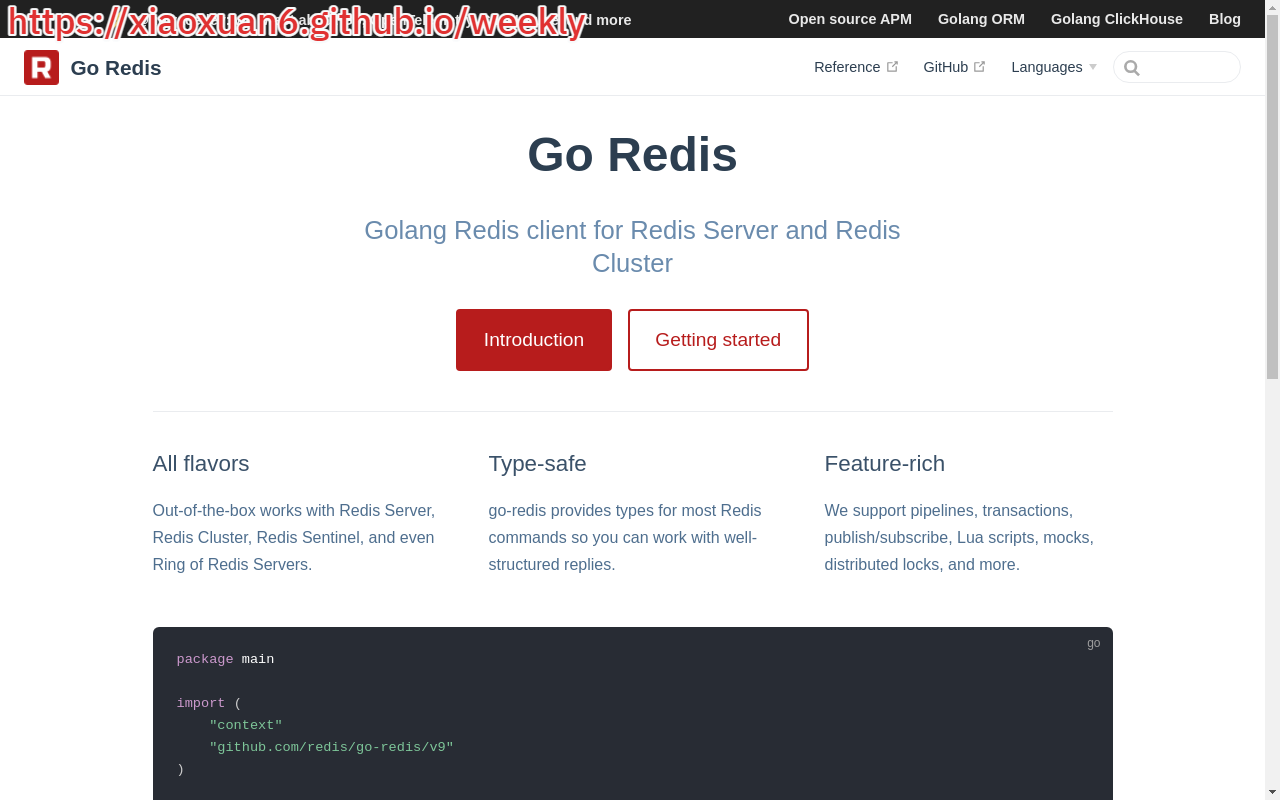 https://xiaoxuan6.github.io/weekly
more
Open source APM Golang ORM Golang ClickHouse Blog
Go Redis
Reference GitHub Languages
Go Redis
Golang Redis client for Redis Server and Redis
Cluster
Introduction Getting started
All flavors
Out-of-the-box works with Redis Server,
Redis Cluster, Redis Sentinel, and even
Ring of Redis Servers.
Type-safe
go-redis provides types for most Redis
commands so you can work with well-
structured replies.
Feature-rich
We support pipelines, transactions,
publish/subscribe, Lua scripts, mocks,
distributed locks, and more.
go
package main
import (
"context"
"github.com/redis/go-redis/v9"
)